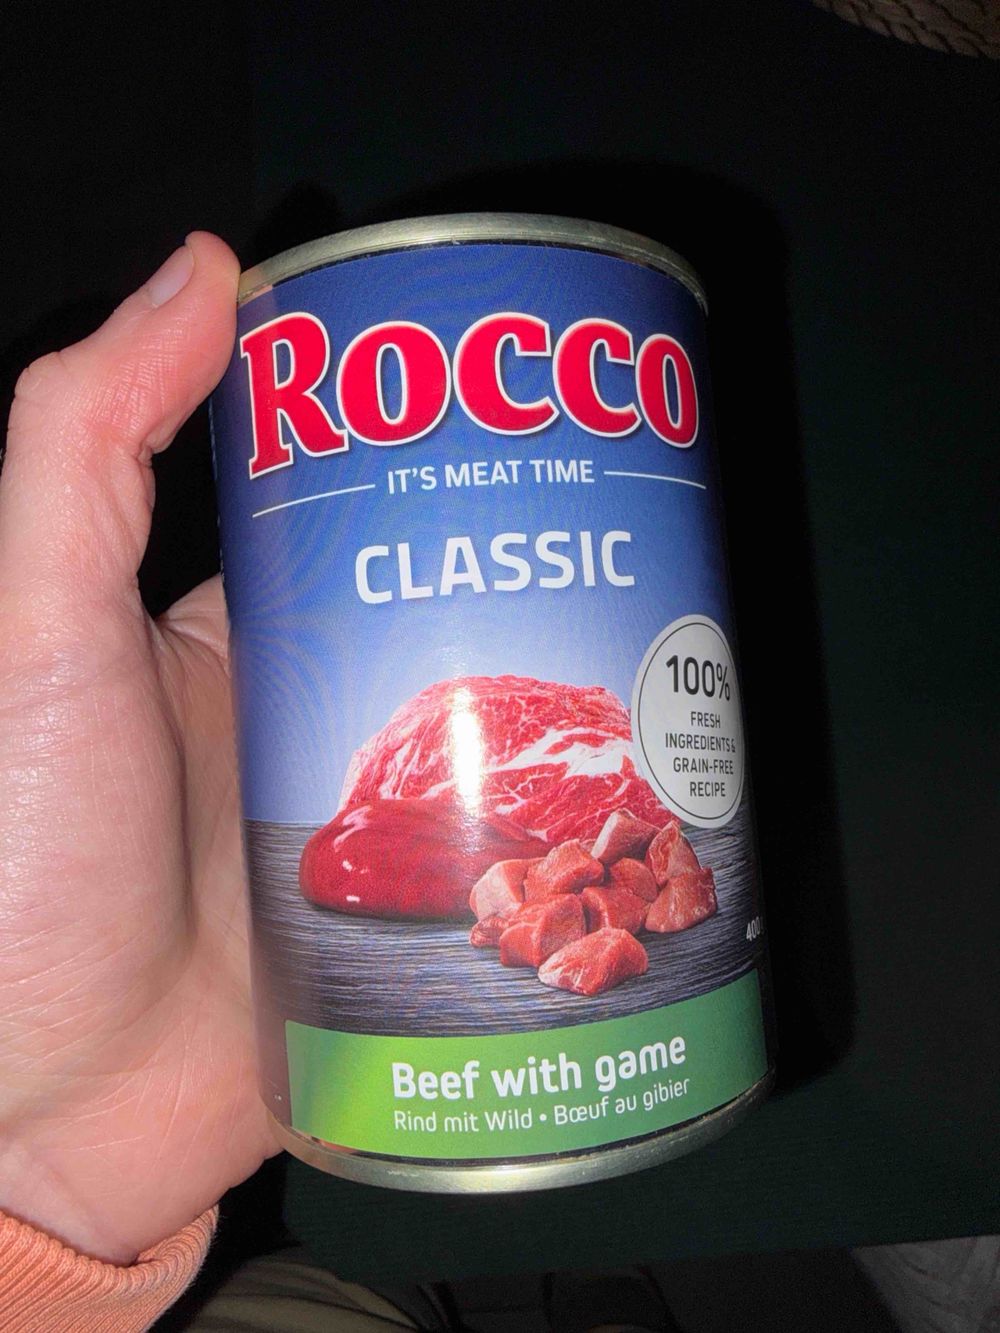 ROCCO
IT'S MEAT TIME
CLASSIC
100%
FRESH
INGREDIENTS &
GRAIN-FREE
RECIPE
400
Beef with game
Rind mit Wild • Bœuf au gibier